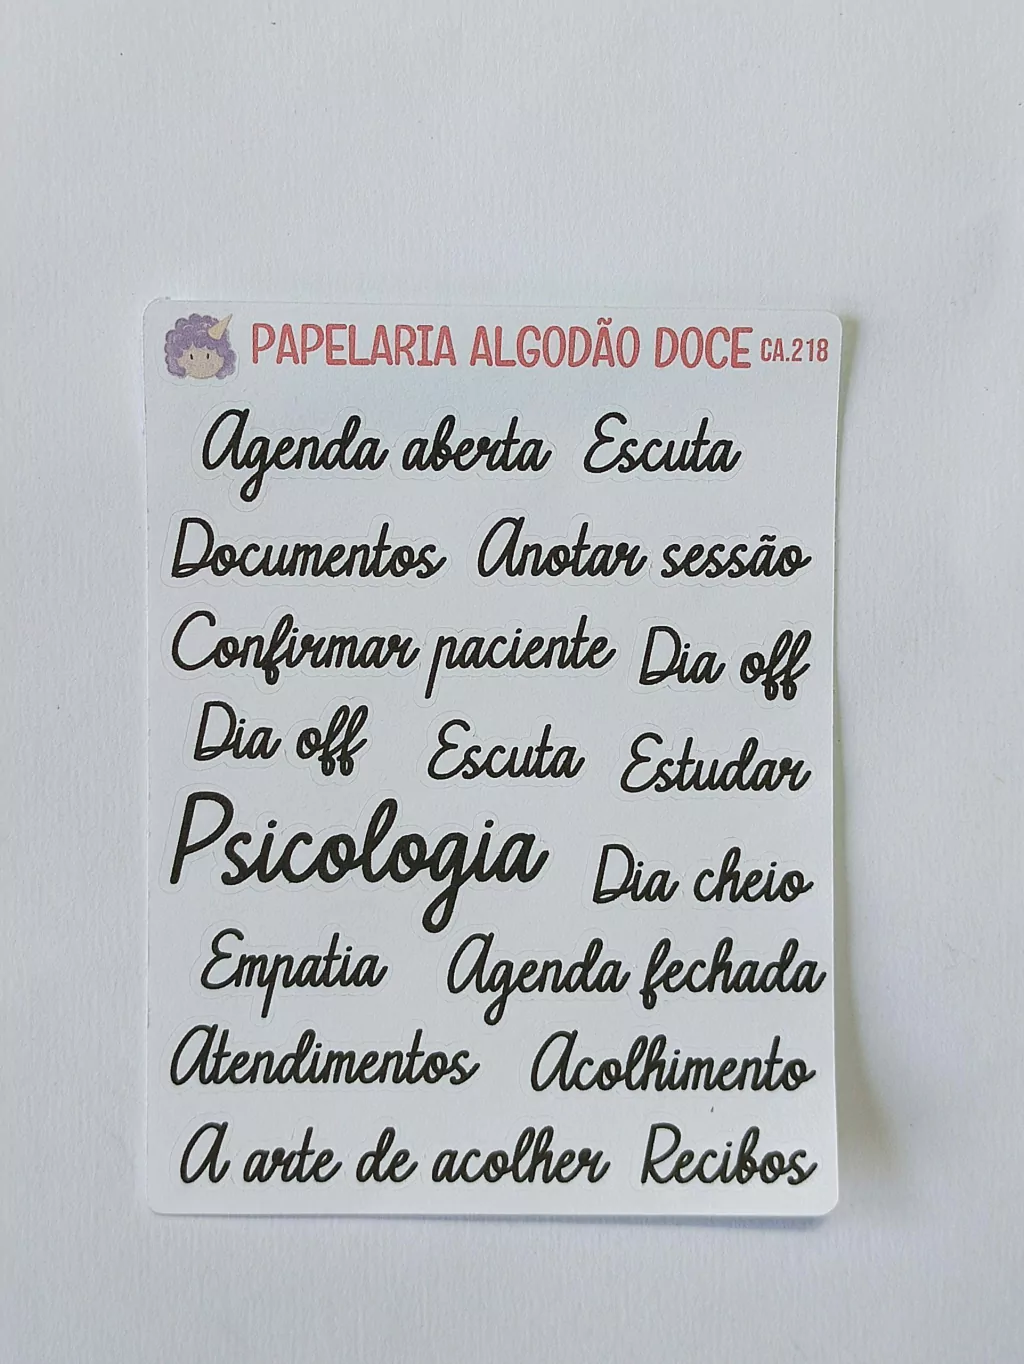 PAPELARIA ALGODÃO DOCE CA.218
Agenda aberta Escuta
Documentos Anotar sessão
Confirmar paciente Dia off
Dia off Escuta Estudar
Psicologia Dia cheio
Empatia Agenda fechada
Atendimentos Acolhimento
A arte de acolher Recibos